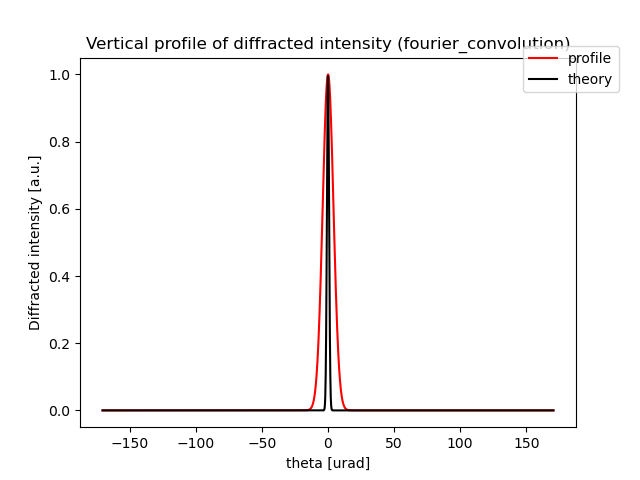 Vertical profile of diffracted intensity (fourier_convolution)
profile
theory
1.0
0.8
0.6
0.4
0.2
0.0
Diffracted intensity [a.u.]
−150
−100
−50
0
50
100
150
theta [urad]